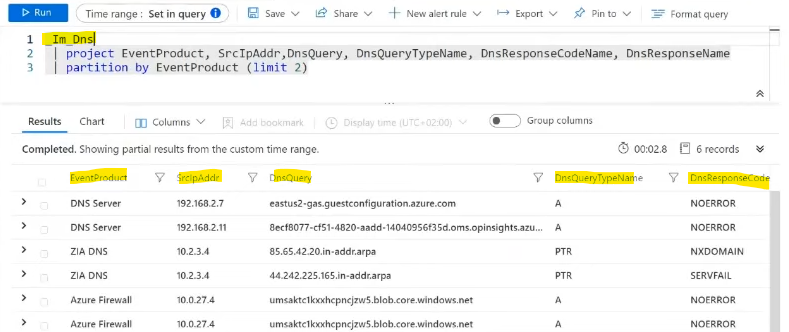 Run Time range : Set in query Save Share New alert rule Export Pin to Format query
1 _Im_Dns
2 | project EventProduct, SrcIpAddr,DnsQuery, DnsQueryTypeName, DnsResponseCodeName, DnsResponseName
3 | partition by EventProduct (limit 2)
...
Results Chart Columns Add bookmark Display time (UTC+02:00) Group columns
Completed. Showing partial results from the custom time range. 00:02.8 6 records
EventProduct SrcIpAddr DnsQuery DnsQueryTypeName DnsResponseCode
DNS Server 192.168.2.7 eastus2-gas.guestconfiguration.azure.com A NOERROR
DNS Server 192.168.2.11 8ecf8077-cf51-4820-aadd-14040956f35d.oms.opinsights.azu... A NOERROR
ZIA DNS 10.2.3.4 85.65.42.20.in-addr.arpa PTR NXDOMAIN
ZIA DNS 10.2.3.4 44.242.225.165.in-addr.arpa PTR SERVFAIL
Azure Firewall 10.0.27.4 umsaktc1kxxhcpncjzw5.blob.core.windows.net A NOERROR
Azure Firewall 10.0.27.4 umsaktc1kxxhcpncjzw5.blob.core.windows.net A NOERROR